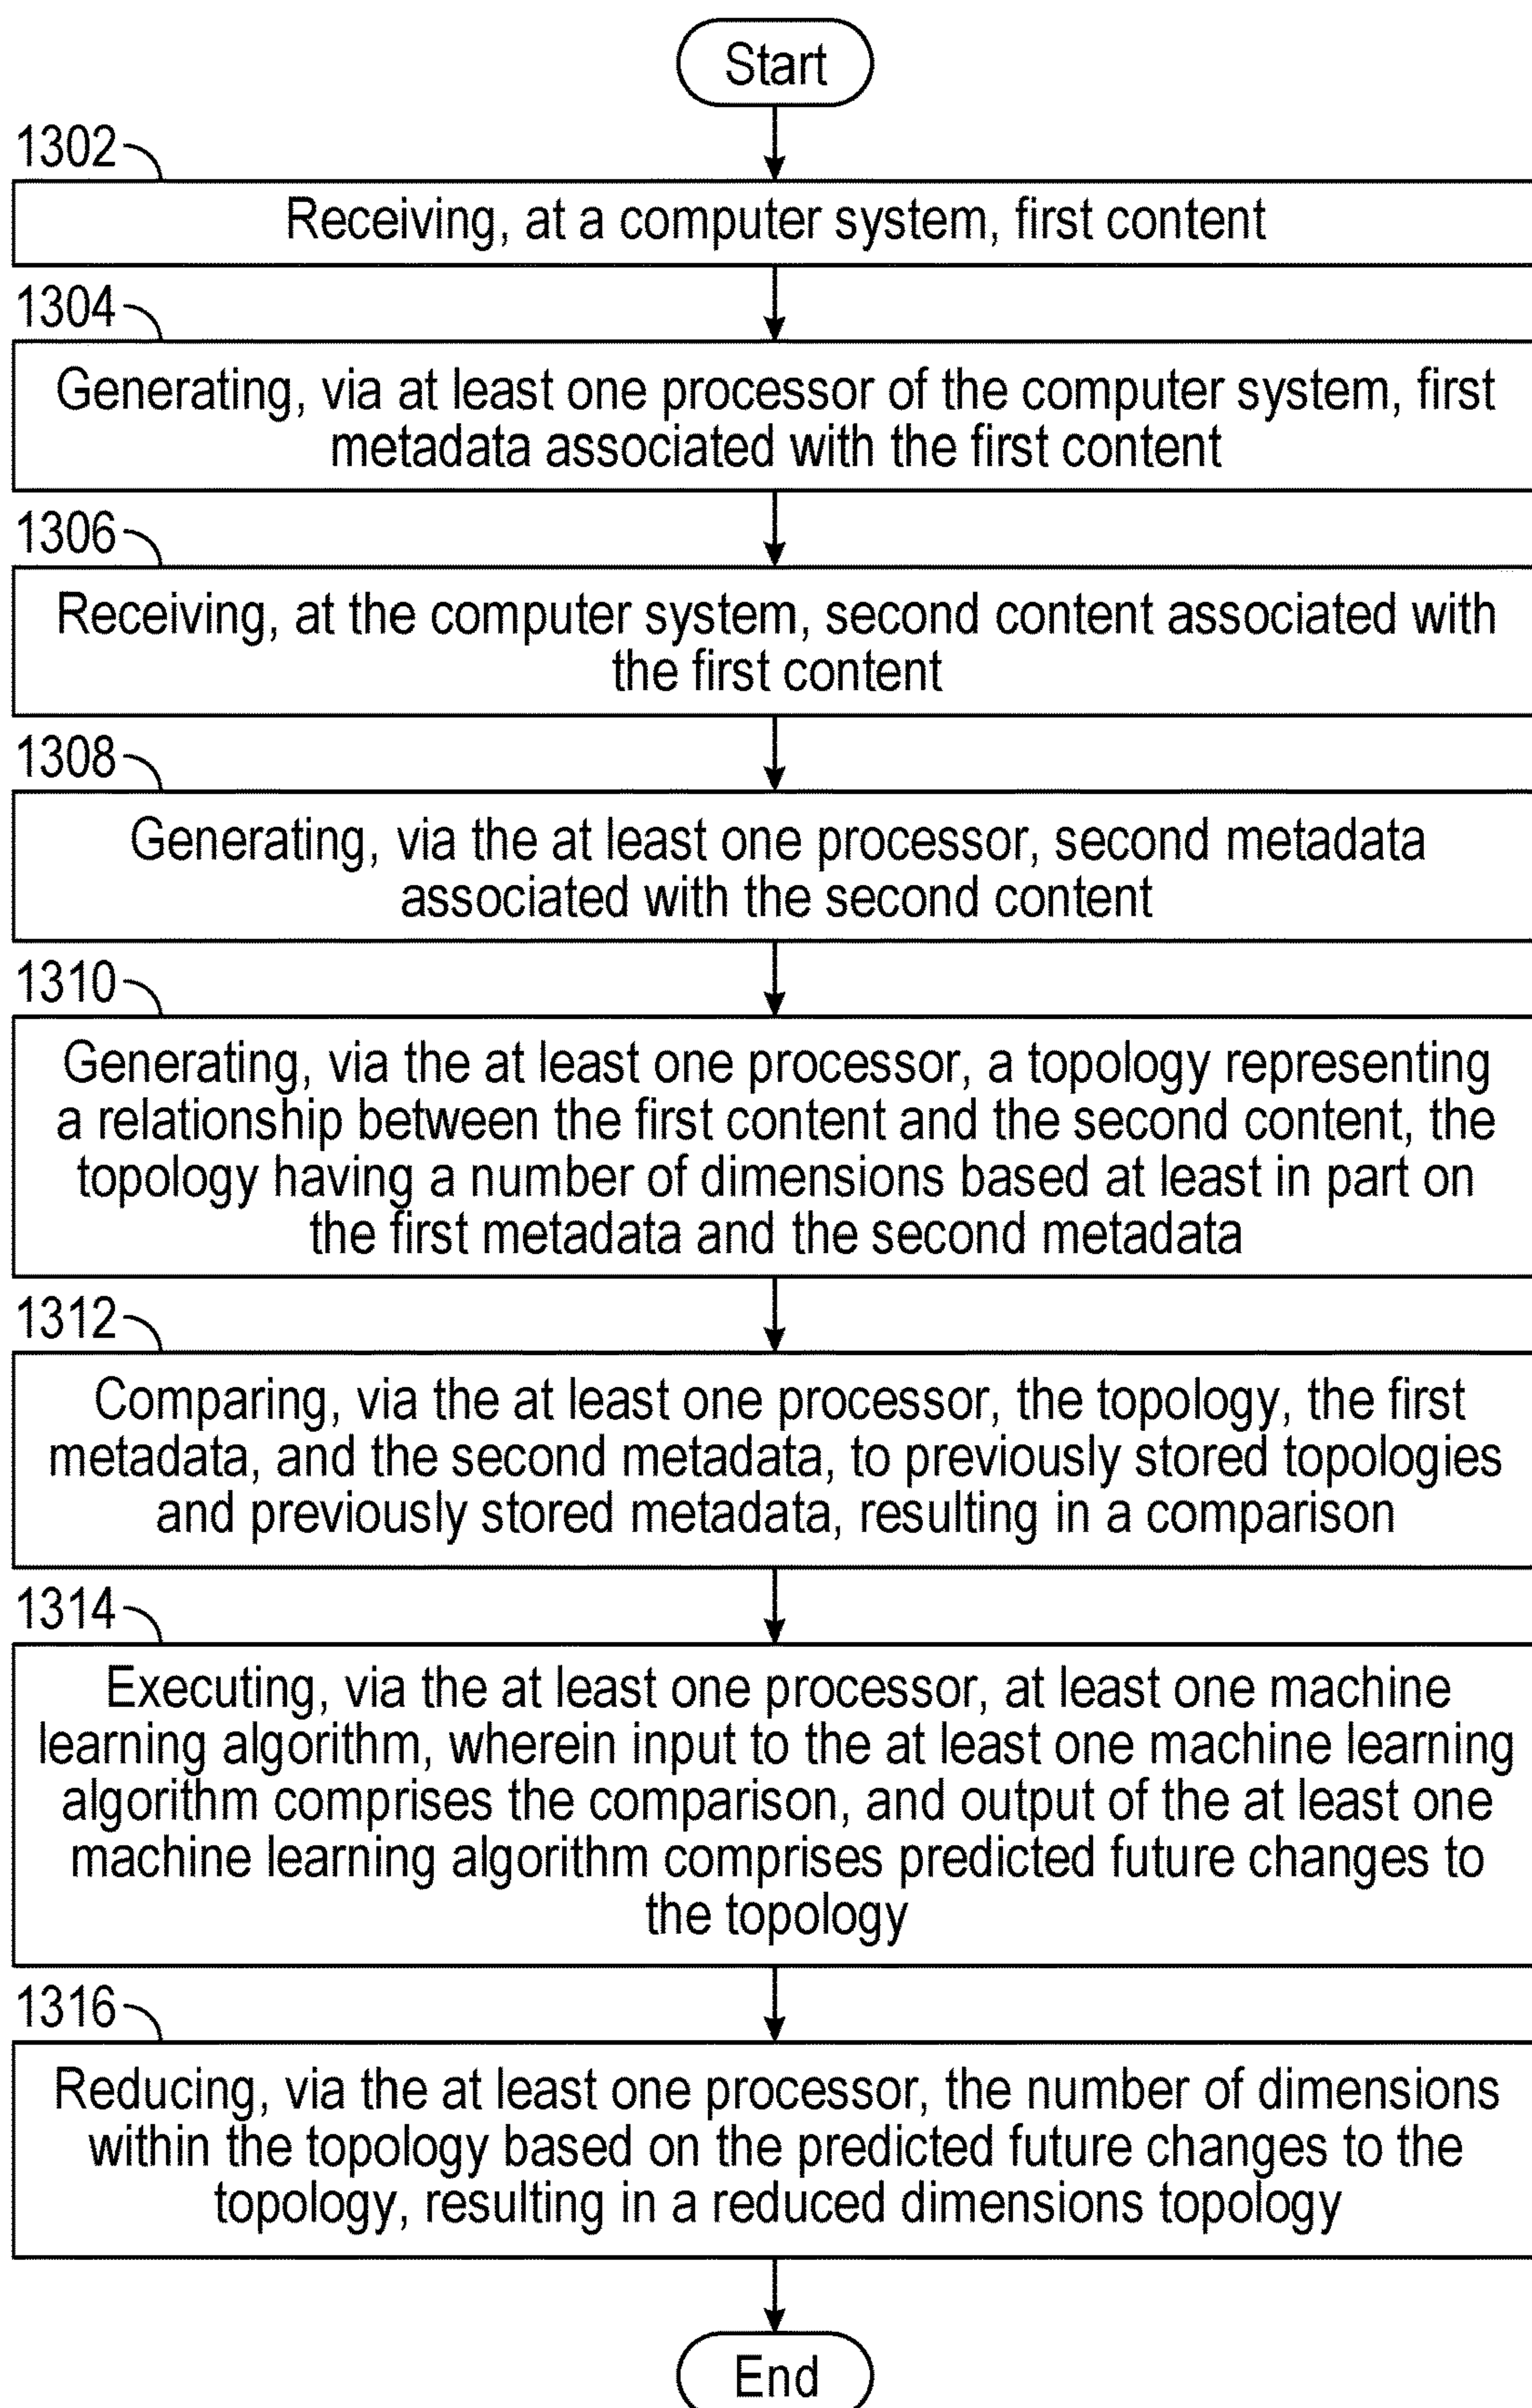 Start
1302
Receiving, at a computer system, first content
1304
Generating, via at least one processor of the computer system, first
metadata associated with the first content
1306
Receiving, at the computer system, second content associated with
the first content
1308
Generating, via the at least one processor, second metadata
associated with the second content
1310
Generating, via the at least one processor, a topology representing
a relationship between the first content and the second content, the
topology having a number of dimensions based at least in part on
the first metadata and the second metadata
1312
Comparing, via the at least one processor, the topology, the first
metadata, and the second metadata, to previously stored topologies
and previously stored metadata, resulting in a comparison
1314
Executing, via the at least one processor, at least one machine
learning algorithm, wherein input to the at least one machine learning
algorithm comprises the comparison, and output of the at least one
machine learning algorithm comprises predicted future changes to
the topology
1316
Reducing, via the at least one processor, the number of dimensions
within the topology based on the predicted future changes to the
topology, resulting in a reduced dimensions topology
End